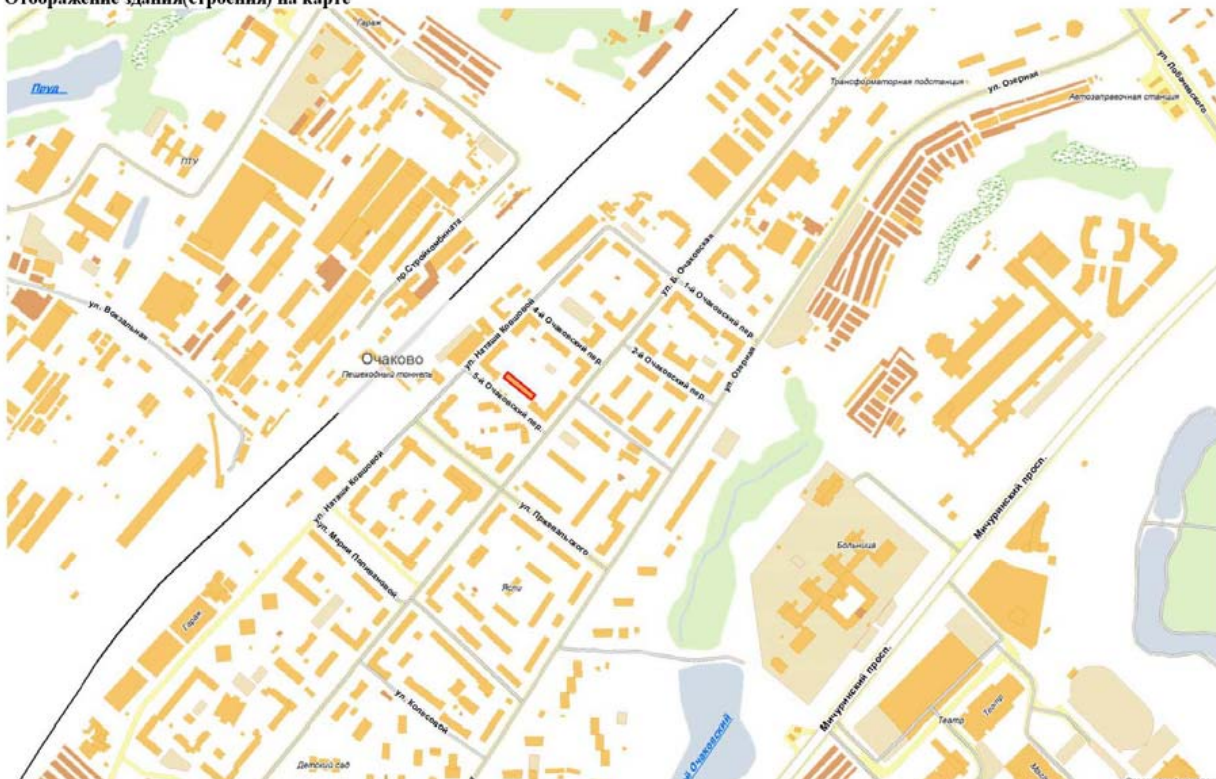 Отображение здания(строения) на карте
Гараж
ул. Лобачевского
Пруд
Трансформаторная подстанция
ул. Озерная
Автозаправочная станция
ПТУ
пр.Стройкомбината
ул. Б. Очаковская
1-й Очаковский пер.
ул. Вокзальная
ул. Наташи Ковшовой
4-й Очаковский пер.
2-й Очаковский пер.
ул. Озерная
Очаково
Пешеходный тоннель
5-й Очаковский пер.
ул. Наташи Ковшовой
ул. Пржевальского
Мичуринский просп.
ул. Марии Поливановой
Больница
Ясли
Гараж
ул. Колесовой
Мичуринский просп.
Театр
Театр
й Очаковский
Детский сад